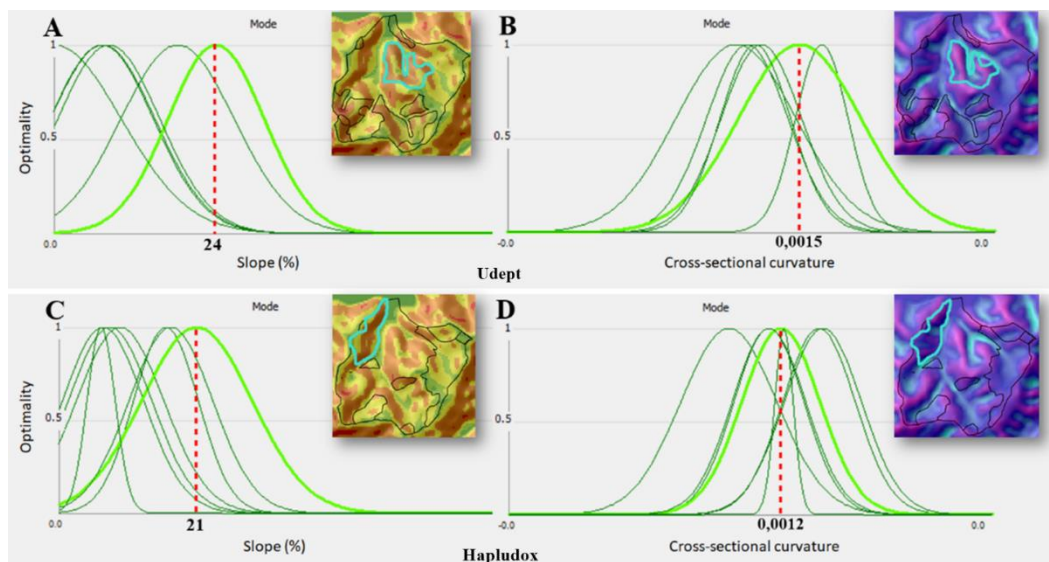 A
Mode
1
Optimality
0.5
0.0
24
Slope (%)
B
Mode
1
0.5
-0.0
0,0015
0.0
Cross-sectional curvature
Udept
C
Mode
1
Optimality
0.5
0.0
21
Slope (%)
D
Mode
1
0.5
-0.0
0,0012
0.0
Cross-sectional curvature
Hapludox